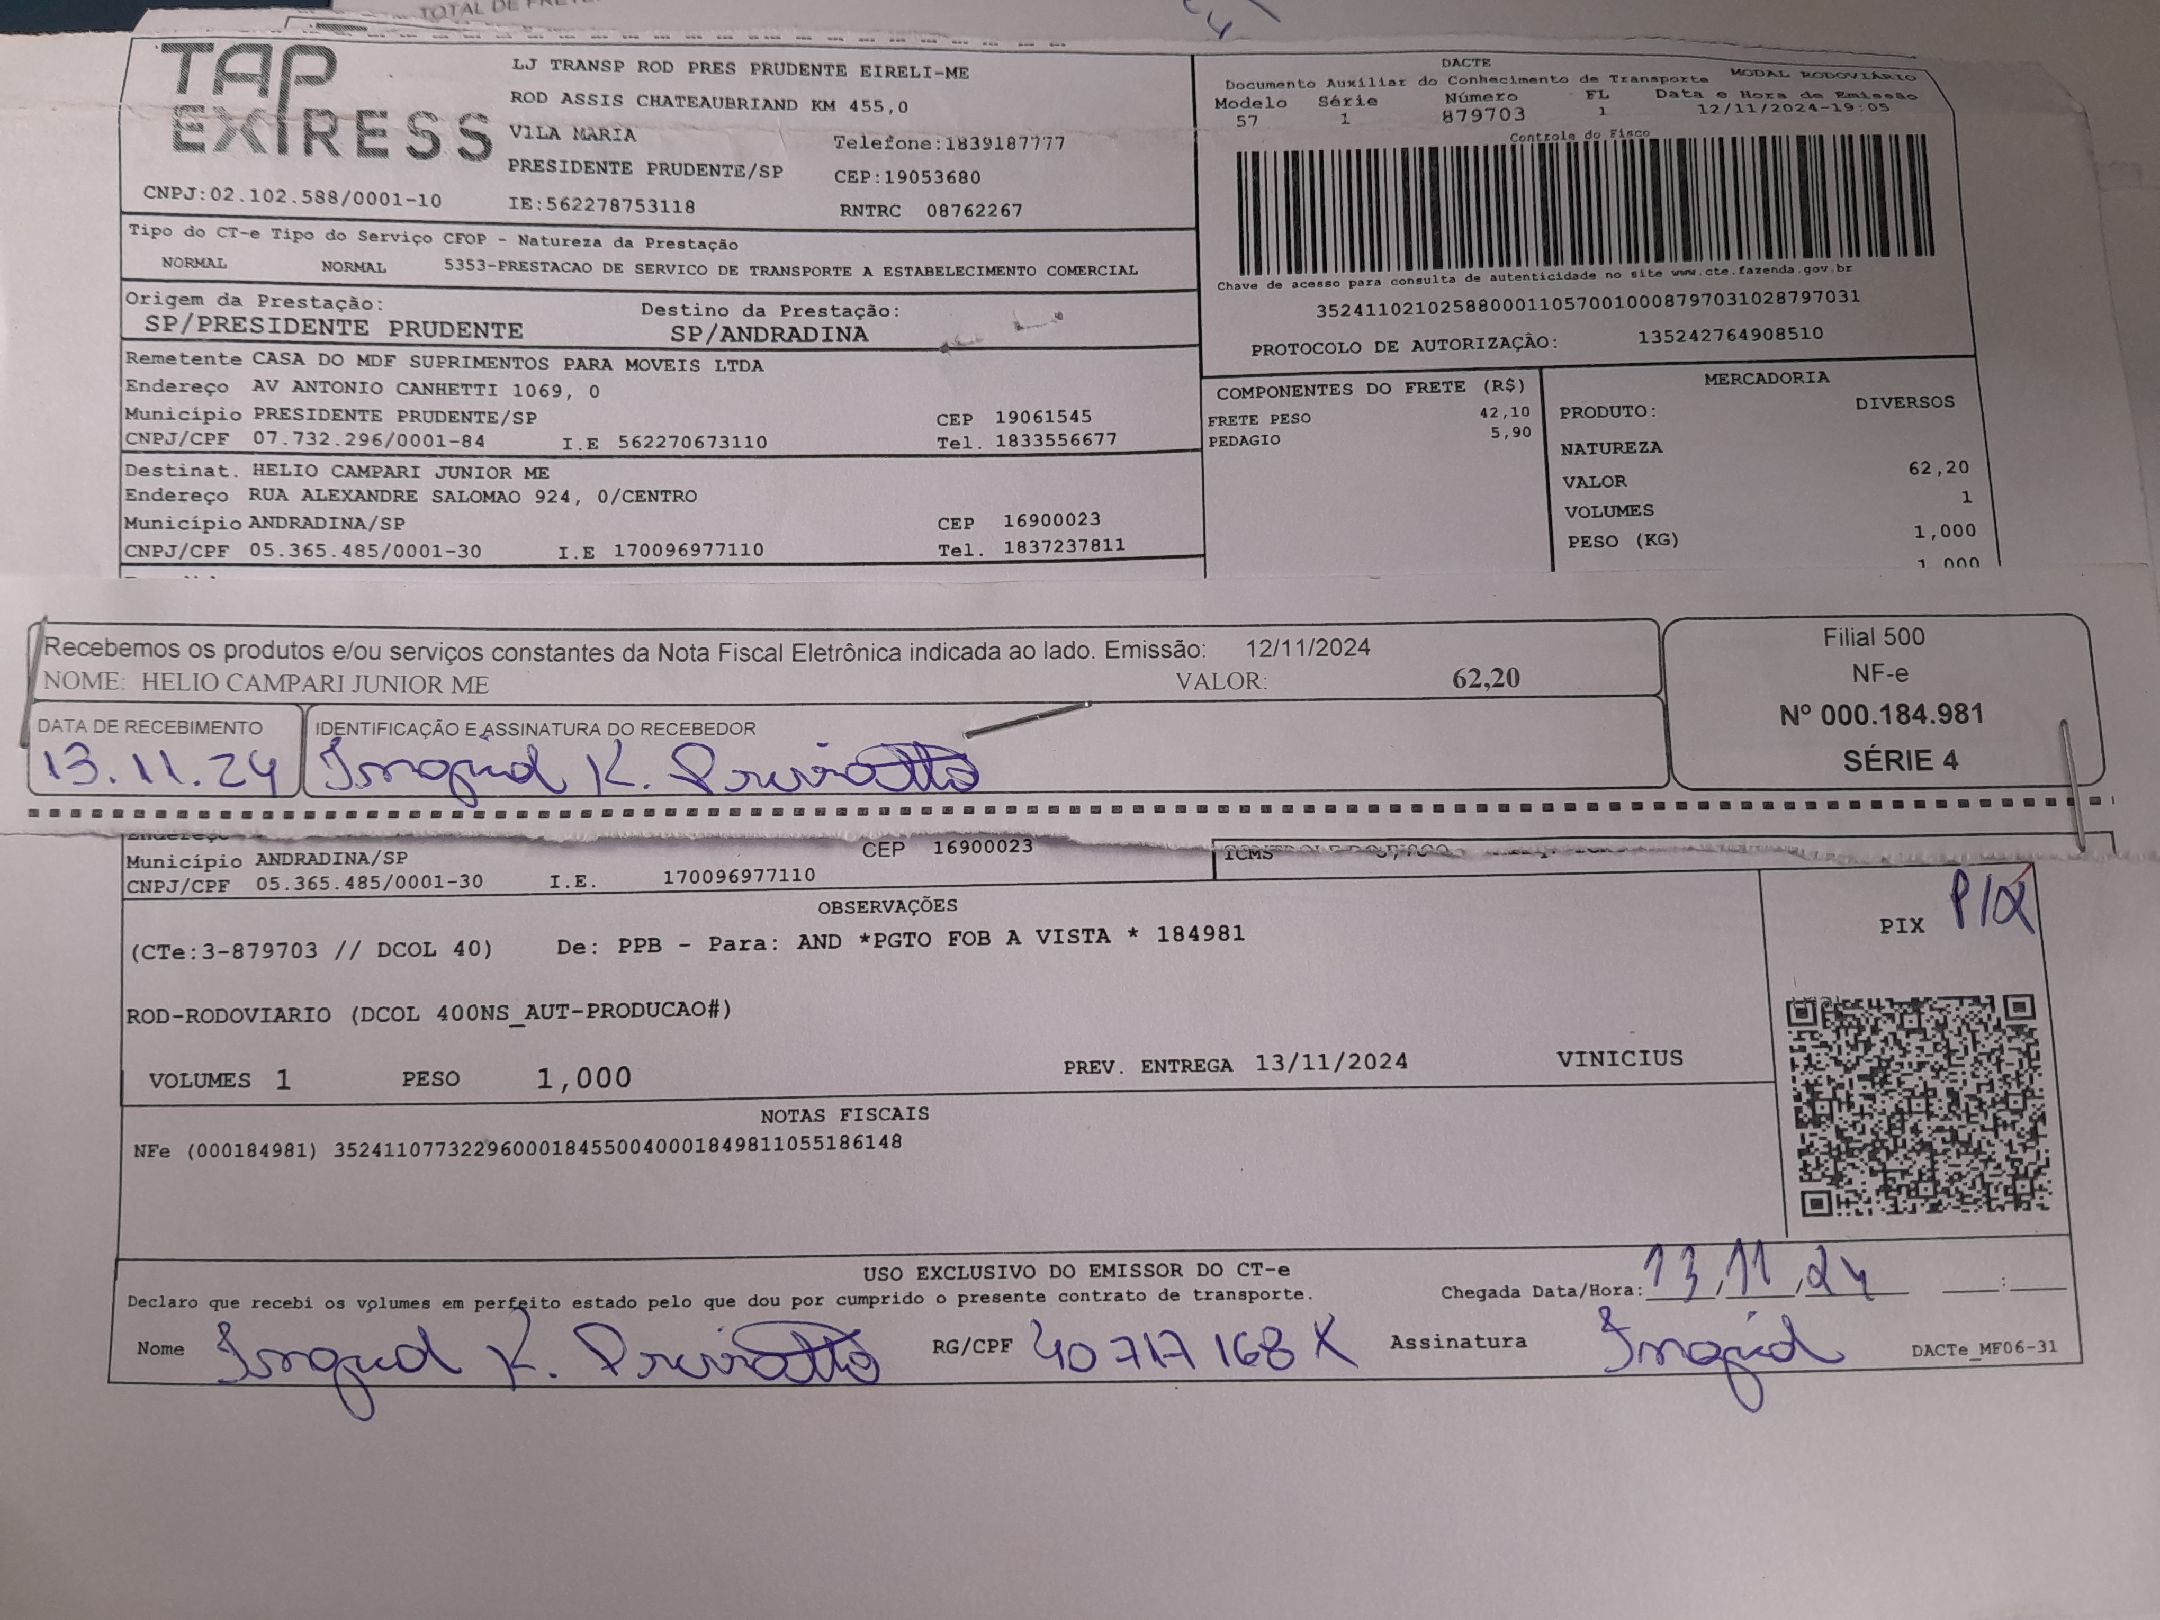 TOTAL DE
TAP
EXIRESS
LJ TRANSP ROD PRES PRUDENTE EIRELI-ME
ROD ASSIS CHATEAUBRIAND KM 455,0
VILA MARIA
Telefone:1839187777
PRESIDENTE PRUDENTE/SP
CEP:19053680
CNPJ:02.102.588/0001-10
IE:562278753118
RNTRC 08762267
DACTE
Documento Auxiliar do Conhecimento de Transporte MODAL RODOVIÁRIO
Modelo Série Número FL Data e Hora de Emissão
57 1 879703 1 12/11/2024-19:05
Controle do Fisco
Chave de acesso para consulta de autenticidade no site www.cte.fazenda.gov.br
35241102102588000110570010008797031028797031
PROTOCOLO DE AUTORIZAÇÃO: 135242764908510
Tipo do CT-e Tipo do Serviço CFOP - Natureza da Prestação
NORMAL NORMAL 5353-PRESTACAO DE SERVICO DE TRANSPORTE A ESTABELECIMENTO COMERCIAL
Origem da Prestação: Destino da Prestação:
SP/PRESIDENTE PRUDENTE SP/ANDRADINA
Remetente CASA DO MDF SUPRIMENTOS PARA MOVEIS LTDA
Endereço AV ANTONIO CANHETTI 1069, 0
Município PRESIDENTE PRUDENTE/SP CEP 19061545
CNPJ/CPF 07.732.296/0001-84 I.E 562270673110 Tel. 1833556677
Destinat. HELIO CAMPARI JUNIOR ME
Endereço RUA ALEXANDRE SALOMAO 924, 0/CENTRO
Município ANDRADINA/SP CEP 16900023
CNPJ/CPF 05.365.485/0001-30 I.E 170096977110 Tel. 1837237811
COMPONENTES DO FRETE (R$)
FRETE PESO 42,10
PEDAGIO 5,90
MERCADORIA
PRODUTO: DIVERSOS
NATUREZA
VALOR 62,20
VOLUMES 1
PESO (KG) 1,000
1,000
Recebemos os produtos e/ou serviços constantes da Nota Fiscal Eletrônica indicada ao lado. Emissão: 12/11/2024
NOME: HELIO CAMPARI JUNIOR ME VALOR: 62,20
DATA DE RECEBIMENTO IDENTIFICAÇÃO E ASSINATURA DO RECEBEDOR
13.11.24 Ingrid K.
Filial 500
NF-e
Nº 000.184.981
SÉRIE 4
Endereço
Município ANDRADINA/SP CEP 16900023
CNPJ/CPF 05.365.485/0001-30 I.E. 170096977110
ICMS
OBSERVAÇÕES
(CTe:3-879703 // DCOL 40) De: PPB - Para: AND *PGTO FOB A VISTA * 184981
PIX PIX
ROD-RODOVIARIO (DCOL 400NS_AUT-PRODUCAO#)
VOLUMES 1 PESO 1,000 PREV. ENTREGA 13/11/2024 VINICIUS
NOTAS FISCAIS
NFe (000184981) 35241107732296000184550040001849811055186148
USO EXCLUSIVO DO EMISSOR DO CT-e
Declaro que recebi os volumes em perfeito estado pelo que dou por cumprido o presente contrato de transporte. Chegada Data/Hora: 13,11,24 :
Nome Ingrid K. RG/CPF 40 717 168 X Assinatura Ingrid DACTe_MF06-31